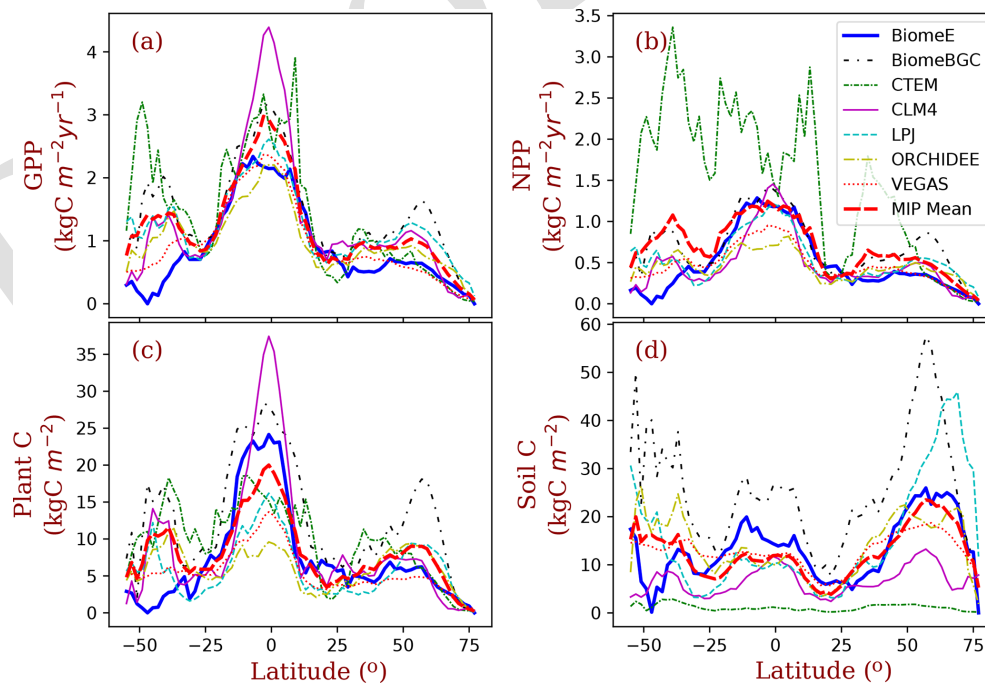 (a)
GPP
(kgC m⁻²yr⁻¹)
4
3
2
1
0
(b)
NPP
(kgC m⁻²yr⁻¹)
3.5
3.0
2.5
2.0
1.5
1.0
0.5
0.0
BiomeE
BiomeBGC
CTEM
CLM4
LPJ
ORCHIDEE
VEGAS
MIP Mean
(c)
Plant C
(kgC m⁻²)
35
30
25
20
15
10
5
0
−50 −25 0 25 50 75
Latitude (º)
(d)
Soil C
(kgC m⁻²)
60
50
40
30
20
10
0
−50 −25 0 25 50 75
Latitude (º)